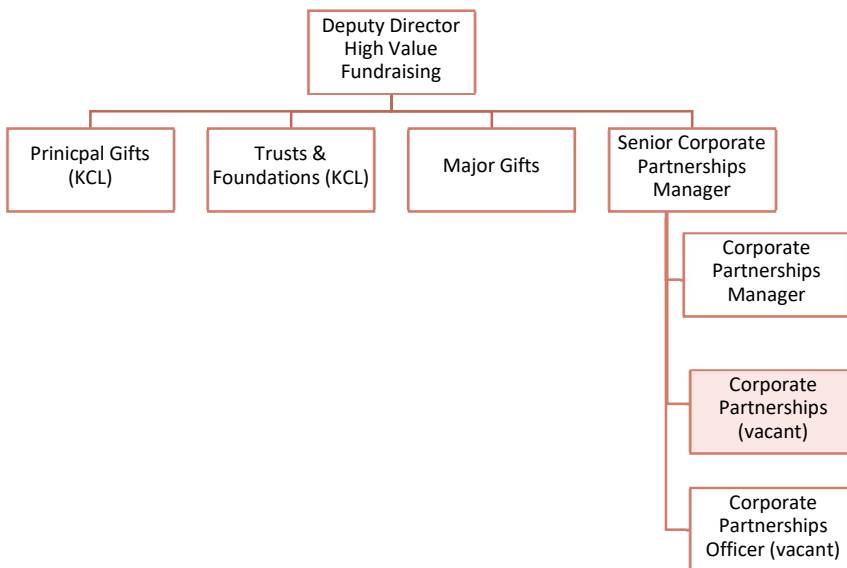 Deputy Director
High Value
Fundraising
Prinicpal Gifts
(KCL)
Trusts &
Foundations (KCL)
Major Gifts
Senior Corporate
Partnerships
Manager
Corporate
Partnerships
Manager
Corporate
Partnerships
(vacant)
Corporate
Partnerships
Officer (vacant)